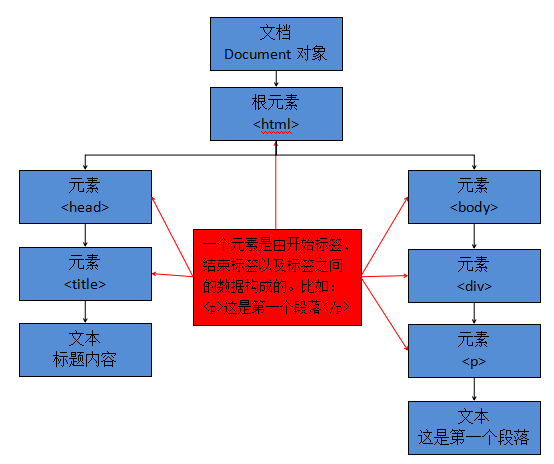 文档
Document 对象
根元素
<html>
元素
<head>
元素
<body>
一个元素是由开始标签、
结束标签以及标签之间
的数据构成的。比如：
<p>这是第一个段落</p>
元素
<title>
元素
<div>
文本
标题内容
元素
<p>
文本
这是第一个段落